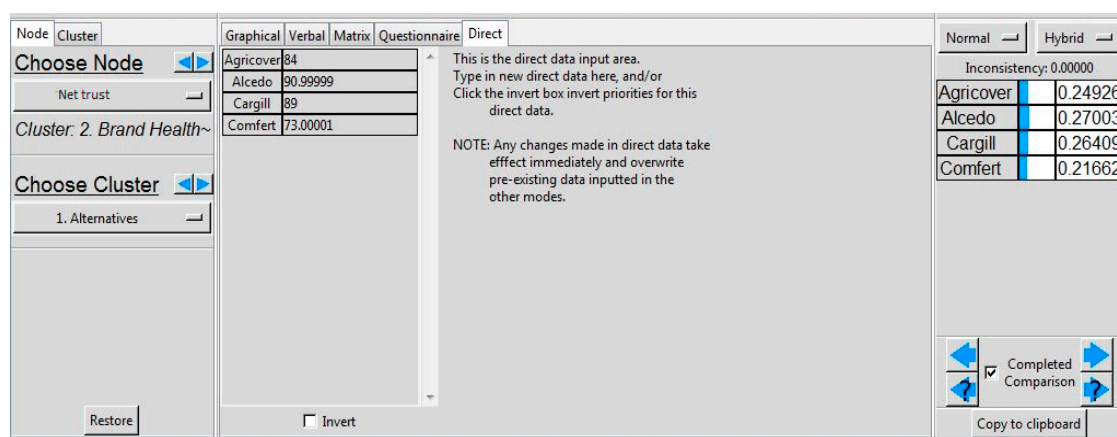 Node Cluster
Choose Node
Net trust
Cluster: 2. Brand Health~
Choose Cluster
1. Alternatives
Restore
Graphical Verbal Matrix Questionnaire Direct
Agricover 84
Alcedo 90.99999
Cargill 89
Comfert 73.00001
Invert
This is the direct data input area.
Type in new direct data here, and/or
Click the invert box invert priorities for this
direct data.
NOTE: Any changes made in direct data take
efffect immediately and overwrite
pre-existing data inputted in the
other modes.
Normal Hybrid
Inconsistency: 0.00000
Agricover 0.24926
Alcedo 0.27003
Cargill 0.26409
Comfert 0.21662
Completed
Comparison
? ?
Copy to clipboard